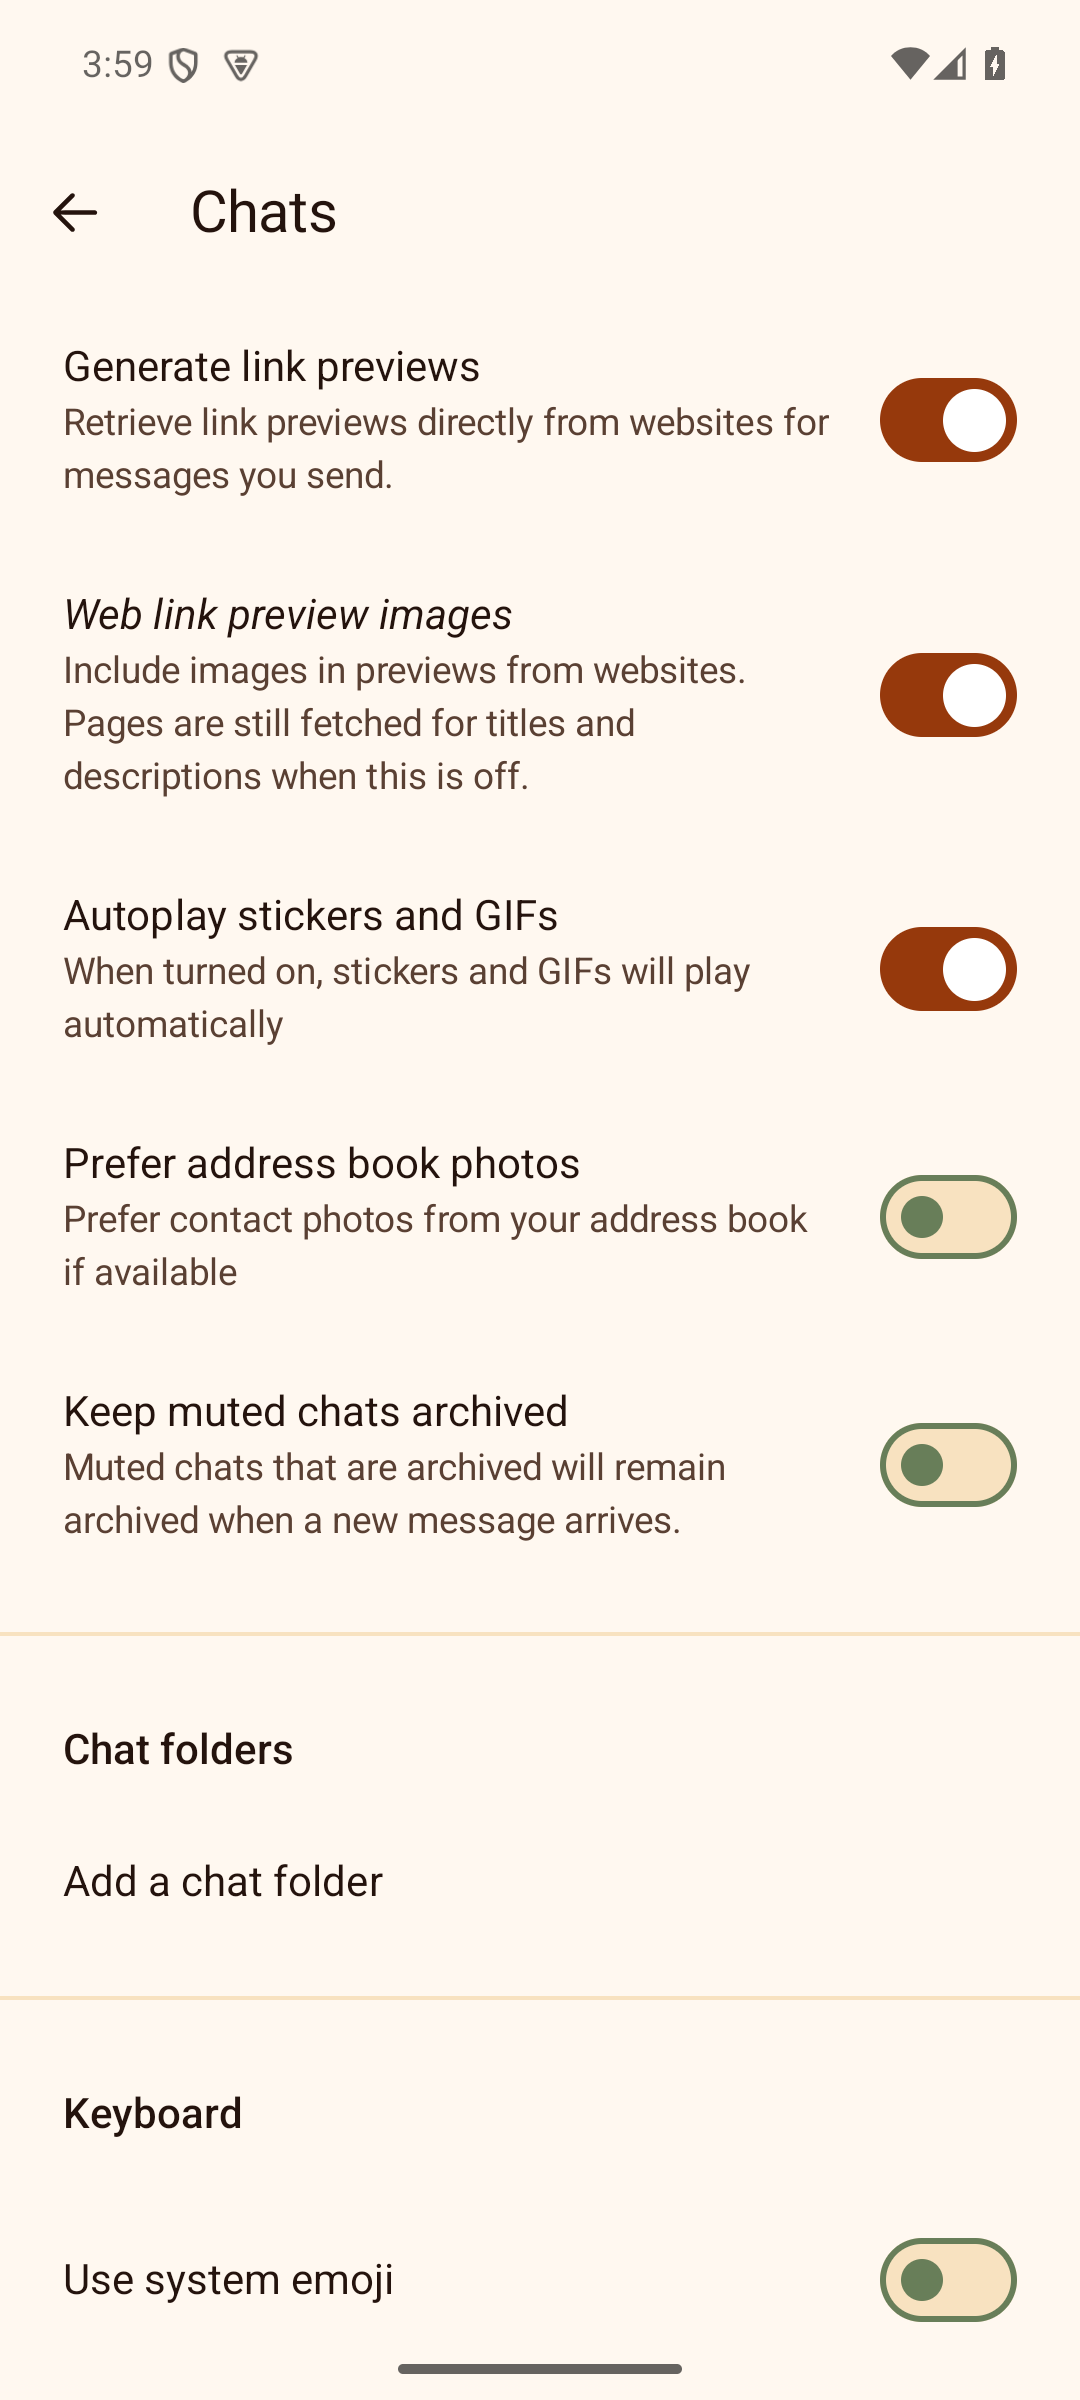 3:59
Chats
Generate link previews
Retrieve link previews directly from websites for
messages you send.
Web link preview images
Include images in previews from websites.
Pages are still fetched for titles and
descriptions when this is off.
Autoplay stickers and GIFs
When turned on, stickers and GIFs will play
automatically
Prefer address book photos
Prefer contact photos from your address book
if available
Keep muted chats archived
Muted chats that are archived will remain
archived when a new message arrives.
Chat folders
Add a chat folder
Keyboard
Use system emoji